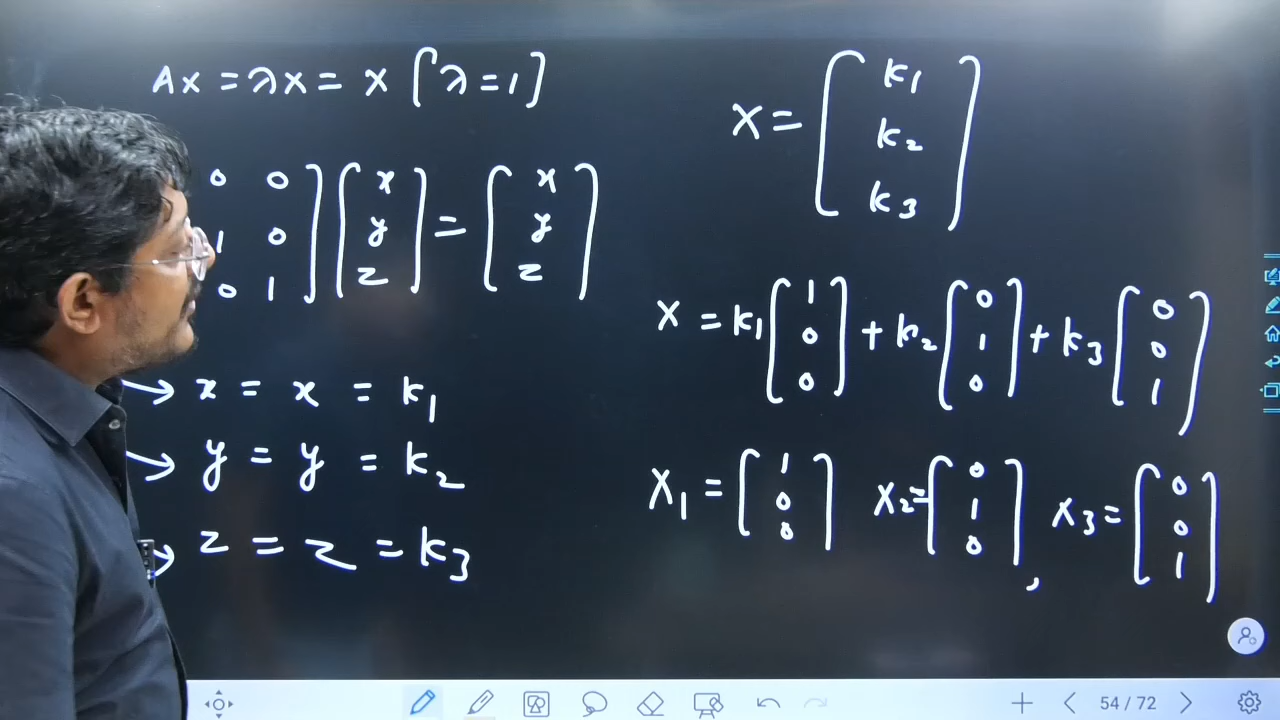 AX = λX = X [λ = 1]
0 0 ] [ x ] = [ x ]
1 0 ] [ y ] = [ y ]
0 1 ] [ z ] = [ z ]
→ x = x = k1
→ y = y = k2
→ z = z = k3
X = [ k1
k2
k3 ]
X = k1 [ 1 0 0 ] + k2 [ 0 1 0 ] + k3 [ 0 0 1 ]
X1 = [ 1 0 0 ] X2 = [ 0 1 0 ] , X3 = [ 0 0 1 ]
54 / 72